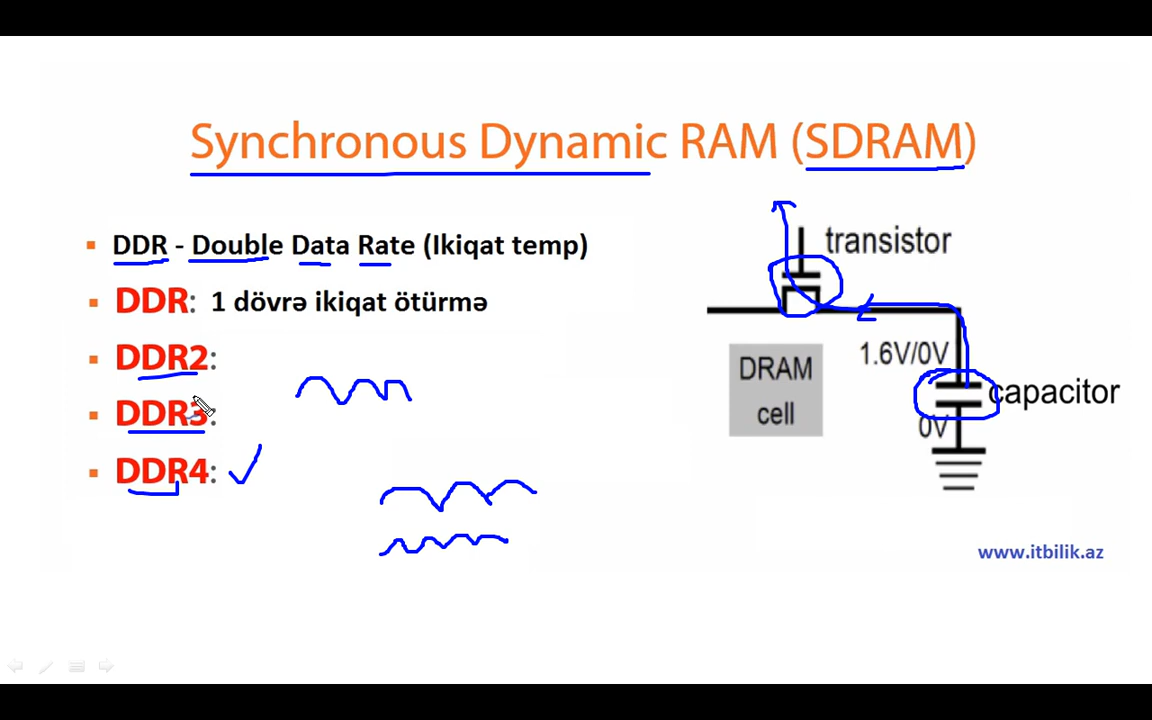 Synchronous Dynamic RAM (SDRAM)
DDR - Double Data Rate (Ikiqat temp)
DDR: 1 dövrə ikiqat ötürmə
DDR2:
DDR3:
DDR4:
transistor
1.6V/0V
DRAM
cell
capacitor
0V
www.itbilik.az